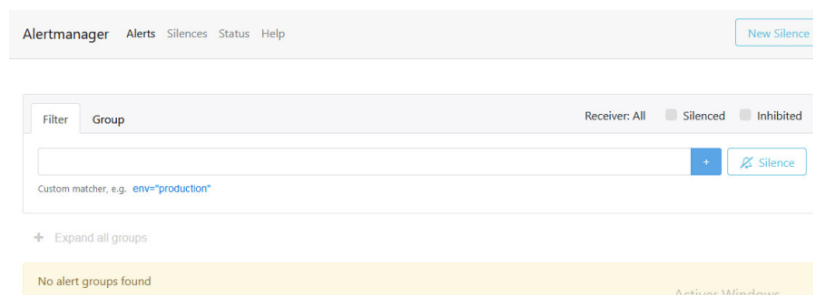 Alertmanager Alerts Silences Status Help New Silence
Filter Group Receiver: All Silenced Inhibited
+ Silence
Custom matcher, e.g. env="production"
+ Expand all groups
No alert groups found
Activer Windows